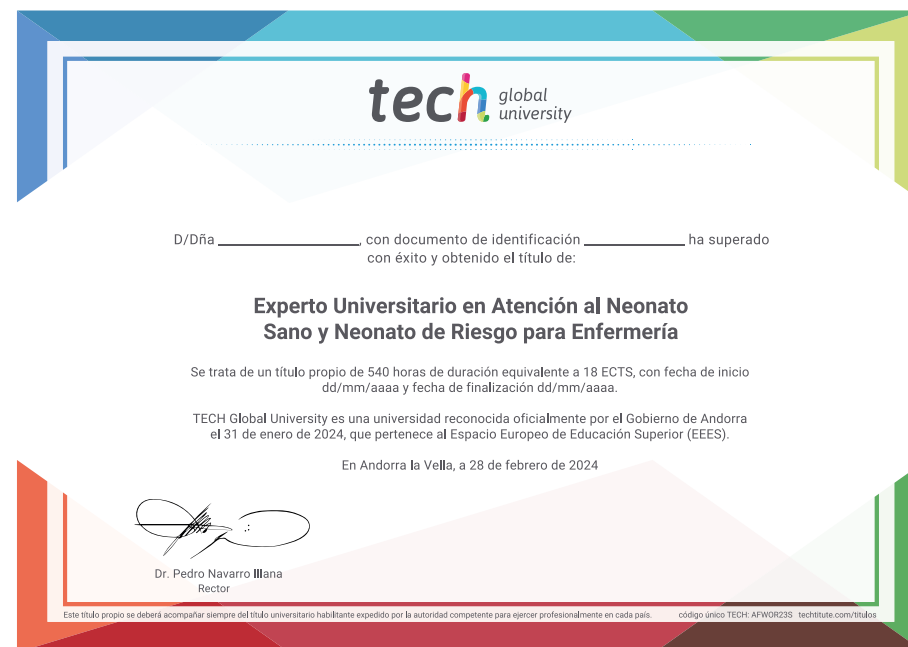 tech global university
D/Dña ____________________, con documento de identificación ______________ ha superado
con éxito y obtenido el título de:
Experto Universitario en Atención al Neonato
Sano y Neonato de Riesgo para Enfermería
Se trata de un título propio de 540 horas de duración equivalente a 18 ECTS, con fecha de inicio
dd/mm/aaaa y fecha de finalización dd/mm/aaaa.
TECH Global University es una universidad reconocida oficialmente por el Gobierno de Andorra
el 31 de enero de 2024, que pertenece al Espacio Europeo de Educación Superior (EEES).
En Andorra la Vella, a 28 de febrero de 2024
Dr. Pedro Navarro Illana
Rector
Este título propio se deberá acompañar siempre del título universitario habilitante expedido por la autoridad competente para ejercer profesionalmente en cada país. código único TECH: AFWOR23S techtitute.com/titulos